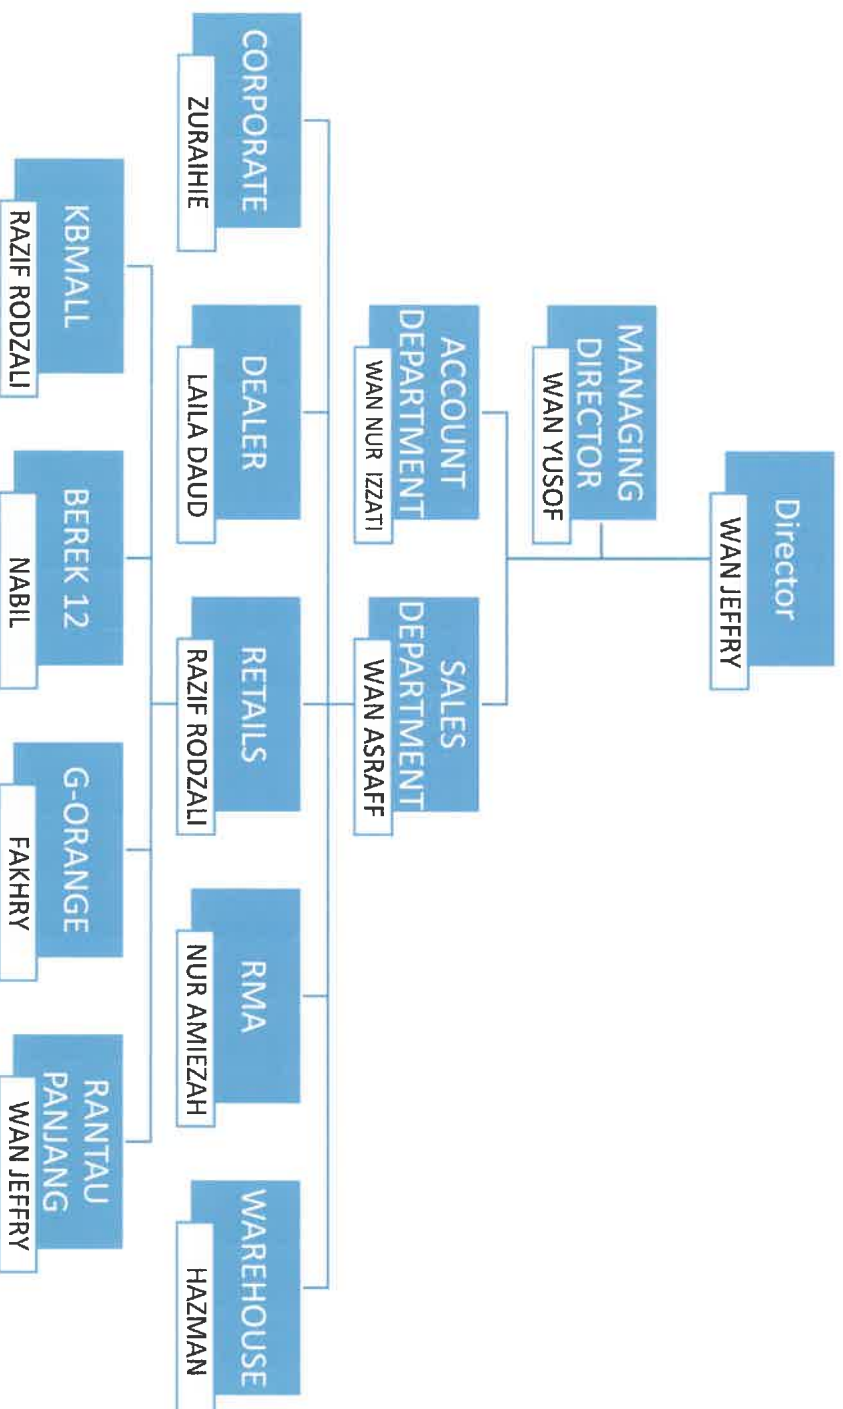 Director
WAN JEFFRY
MANAGING
DIRECTOR
WAN YUSOF
ACCOUNT
DEPARTMENT
WAN NUR IZZATI
SALES
DEPARTMENT
WAN ASRAFF
CORPORATE
ZURAIHIE
DEALER
LAILA DAUD
RETAILS
RAZIF RODZALI
RMA
NUR AMIEZAH
WAREHOUSE
HAZMAN
KBMALL
RAZIF RODZALI
BEREK 12
NABIL
G-ORANGE
FAKHRY
RANTAU
PANJANG
WAN JEFFRY